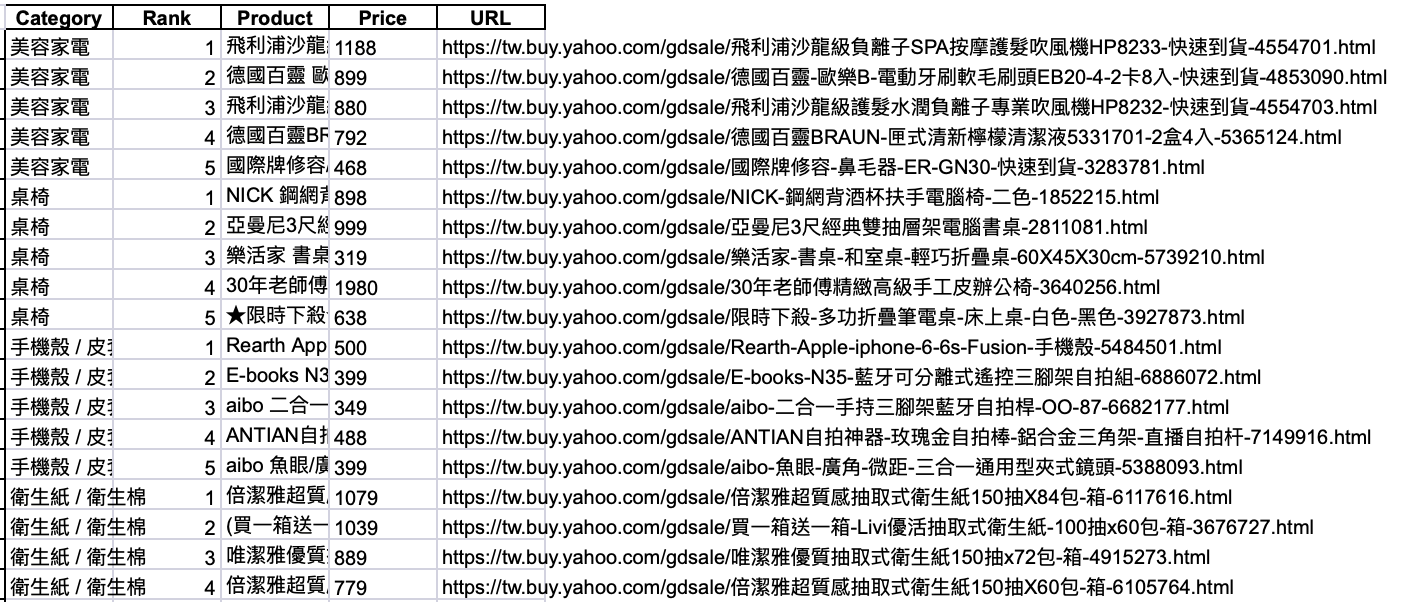 Category Rank Product Price URL
美容家電 1 飛利浦沙龍 1188 https://tw.buy.yahoo.com/gdsale/飛利浦沙龍級負離子SPA按摩護髮吹風機HP8233-快速到貨-4554701.html
美容家電 2 德國百靈 歐 899 https://tw.buy.yahoo.com/gdsale/德國百靈-歐樂B-電動牙刷軟毛刷頭EB20-4-2卡8入-快速到貨-4853090.html
美容家電 3 飛利浦沙龍 880 https://tw.buy.yahoo.com/gdsale/飛利浦沙龍級護髮水潤負離子專業吹風機HP8232-快速到貨-4554703.html
美容家電 4 德國百靈BR 792 https://tw.buy.yahoo.com/gdsale/德國百靈BRAUN-匣式清新檸檬清潔液5331701-2盒4入-5365124.html
美容家電 5 國際牌修容 468 https://tw.buy.yahoo.com/gdsale/國際牌修容-鼻毛器-ER-GN30-快速到貨-3283781.html
桌椅 1 NICK 鋼網背 898 https://tw.buy.yahoo.com/gdsale/NICK-鋼網背酒杯扶手電腦椅-二色-1852215.html
桌椅 2 亞曼尼3尺經 999 https://tw.buy.yahoo.com/gdsale/亞曼尼3尺經典雙抽層架電腦書桌-2811081.html
桌椅 3 樂活家 書桌 319 https://tw.buy.yahoo.com/gdsale/樂活家-書桌-和室桌-輕巧折疊桌-60X45X30cm-5739210.html
桌椅 4 30年老師傅 1980 https://tw.buy.yahoo.com/gdsale/30年老師傅精緻高級手工皮辦公椅-3640256.html
桌椅 5 ★限時下殺 638 https://tw.buy.yahoo.com/gdsale/限時下殺-多功折疊筆電桌-床上桌-白色-黑色-3927873.html
手機殼 / 皮套 1 Rearth App 500 https://tw.buy.yahoo.com/gdsale/Rearth-Apple-iphone-6-6s-Fusion-手機殼-5484501.html
手機殼 / 皮套 2 E-books N3 399 https://tw.buy.yahoo.com/gdsale/E-books-N35-藍牙可分離式遙控三腳架自拍組-6886072.html
手機殼 / 皮套 3 aibo 二合一 349 https://tw.buy.yahoo.com/gdsale/aibo-二合一手持三腳架藍牙自拍桿-OO-87-6682177.html
手機殼 / 皮套 4 ANTIAN自拍 488 https://tw.buy.yahoo.com/gdsale/ANTIAN自拍神器-玫瑰金自拍棒-鋁合金三角架-直播自拍杆-7149916.html
手機殼 / 皮套 5 aibo 魚眼/廣 399 https://tw.buy.yahoo.com/gdsale/aibo-魚眼-廣角-微距-三合一通用型夾式鏡頭-5388093.html
衛生紙 / 衛生棉 1 倍潔雅超質 1079 https://tw.buy.yahoo.com/gdsale/倍潔雅超質感抽取式衛生紙150抽X84包-箱-6117616.html
衛生紙 / 衛生棉 2 (買一箱送一 1039 https://tw.buy.yahoo.com/gdsale/買一箱送一箱-Livi優活抽取式衛生紙-100抽x60包-箱-3676727.html
衛生紙 / 衛生棉 3 唯潔雅優質 889 https://tw.buy.yahoo.com/gdsale/唯潔雅優質抽取式衛生紙150抽x72包-箱-4915273.html
衛生紙 / 衛生棉 4 倍潔雅超質 779 https://tw.buy.yahoo.com/gdsale/倍潔雅超質感抽取式衛生紙150抽X60包-箱-6105764.html